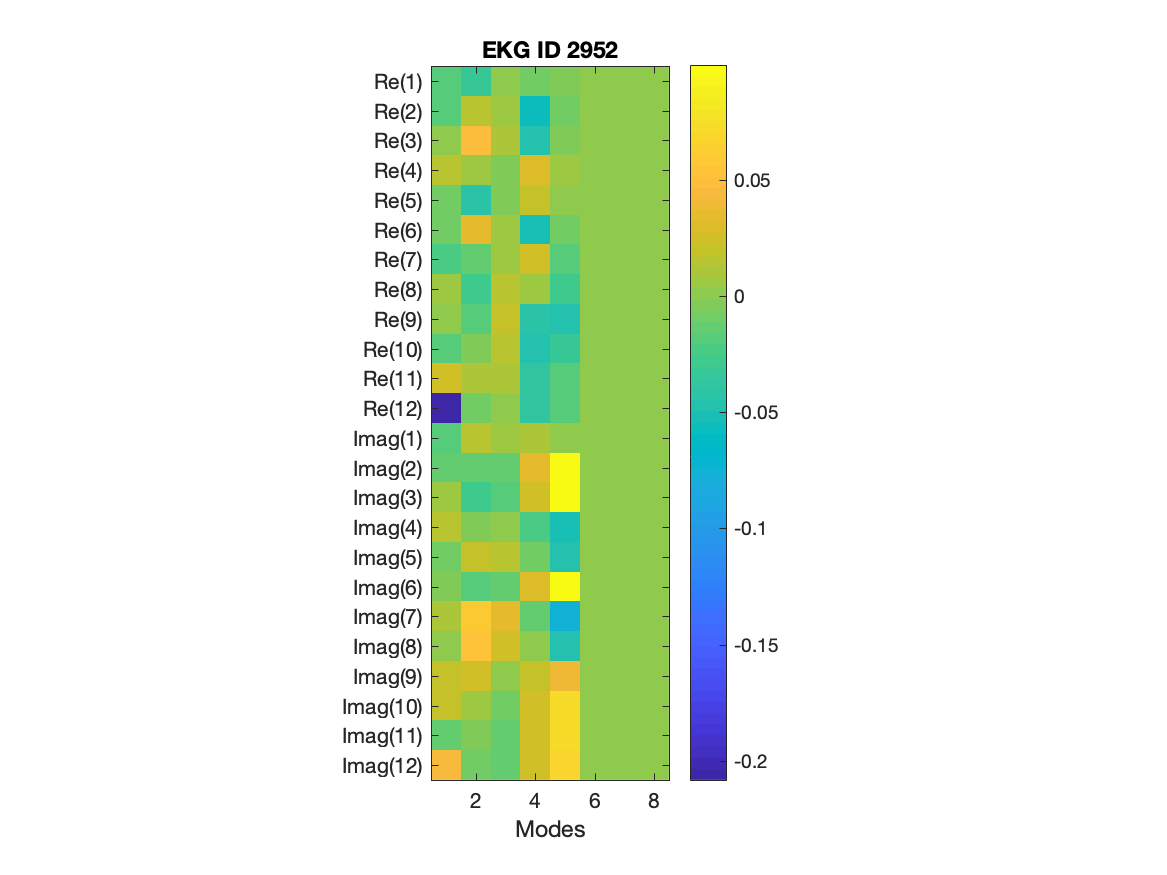 EKG ID 2952
Re(1)
Re(2)
Re(3)
Re(4)
Re(5)
Re(6)
Re(7)
Re(8)
Re(9)
Re(10)
Re(11)
Re(12)
Imag(1)
Imag(2)
Imag(3)
Imag(4)
Imag(5)
Imag(6)
Imag(7)
Imag(8)
Imag(9)
Imag(10)
Imag(11)
Imag(12)
2 4 6 8
Modes
0.05
0
-0.05
-0.1
-0.15
-0.2